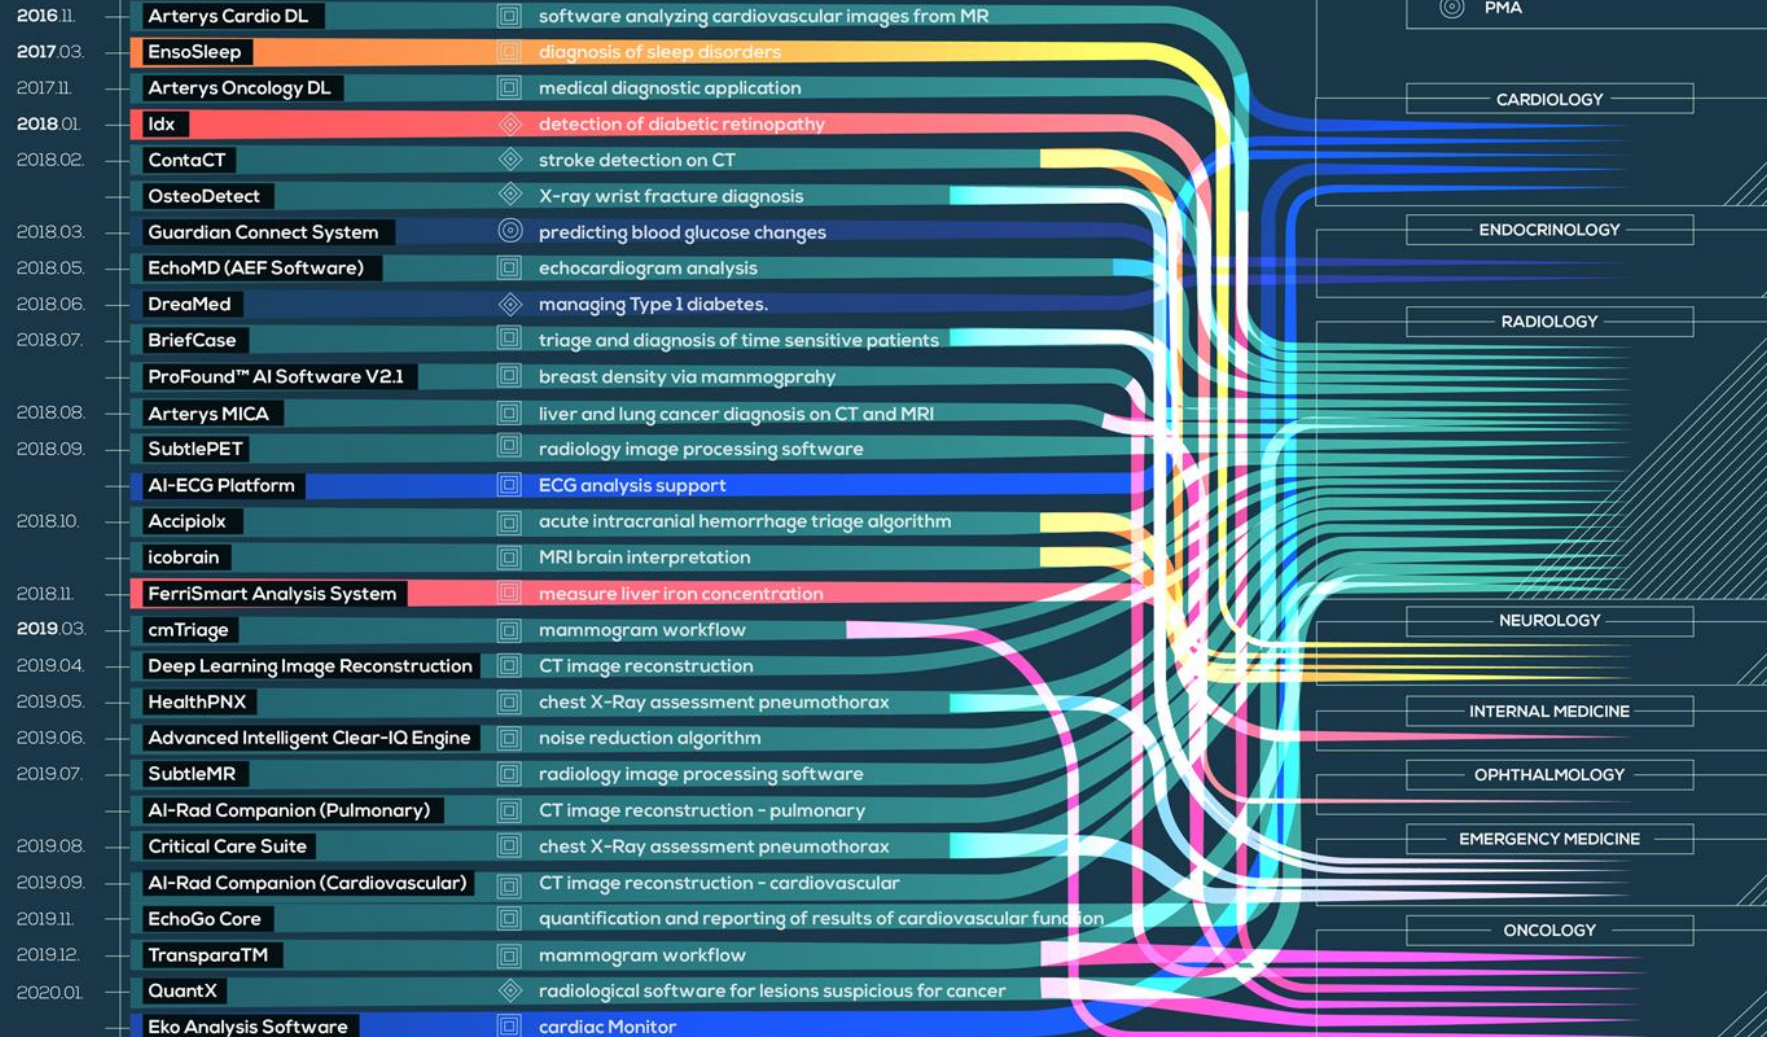 2016.11. Arterys Cardio DL software analyzing cardiovascular images from MR
PMA
2017.03. EnsoSleep diagnosis of sleep disorders
2017.11. Arterys Oncology DL medical diagnostic application
CARDIOLOGY
2018.01. Idx detection of diabetic retinopathy
2018.02. ContaCT stroke detection on CT
OsteoDetect X-ray wrist fracture diagnosis
2018.03. Guardian Connect System predicting blood glucose changes
ENDOCRINOLOGY
2018.05. EchoMD (AEF Software) echocardiogram analysis
2018.06. DreaMed managing Type 1 diabetes.
RADIOLOGY
2018.07. BriefCase triage and diagnosis of time sensitive patients
ProFound™ AI Software V2.1 breast density via mammogprahy
2018.08. Arterys MICA liver and lung cancer diagnosis on CT and MRI
2018.09. SubtlePET radiology image processing software
AI-ECG Platform ECG analysis support
2018.10. Accipiolx acute intracranial hemorrhage triage algorithm
icobrain MRI brain interpretation
2018.11. FerriSmart Analysis System measure liver iron concentration
NEUROLOGY
2019.03. cmTriage mammogram workflow
2019.04. Deep Learning Image Reconstruction CT image reconstruction
2019.05. HealthPNX chest X-Ray assessment pneumothorax
INTERNAL MEDICINE
2019.06. Advanced Intelligent Clear-IQ Engine noise reduction algorithm
2019.07. SubtleMR radiology image processing software
OPHTHALMOLOGY
AI-Rad Companion (Pulmonary) CT image reconstruction - pulmonary
2019.08. Critical Care Suite chest X-Ray assessment pneumothorax
EMERGENCY MEDICINE
2019.09. AI-Rad Companion (Cardiovascular) CT image reconstruction - cardiovascular
2019.11. EchoGo Core quantification and reporting of results of cardiovascular function
ONCOLOGY
2019.12. TransparaTM mammogram workflow
2020.01. QuantX radiological software for lesions suspicious for cancer
Eko Analysis Software cardiac Monitor